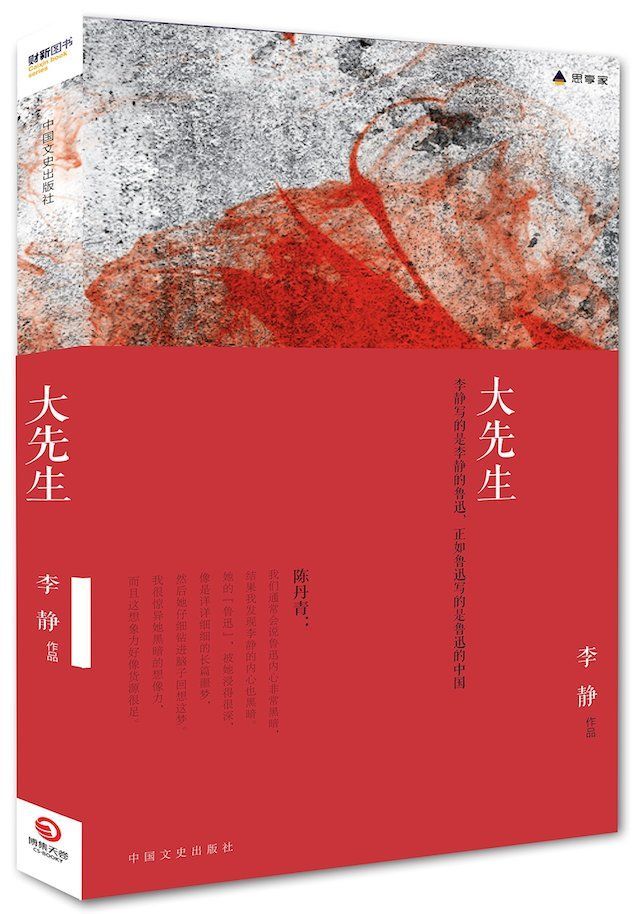 财新图书
Caixin book
series
中国文史出版社
大先生
李静
作品
博集天卷
CS-BOOKY
思享家
大先生
李静写的是李静的鲁迅，正如鲁迅写的是鲁迅的中国
李静
作品
陈丹青：
我们通常会说鲁迅内心非常黑暗，
结果我发现李静的内心也黑暗。
她的『鲁迅』，被她浸得很深，
像是详详细细的长篇噩梦，
然后她仔细钻进脑子回想这梦。
我很惊异她黑暗的想像力，
而且这想象力好像货源很足。
中国文史出版社